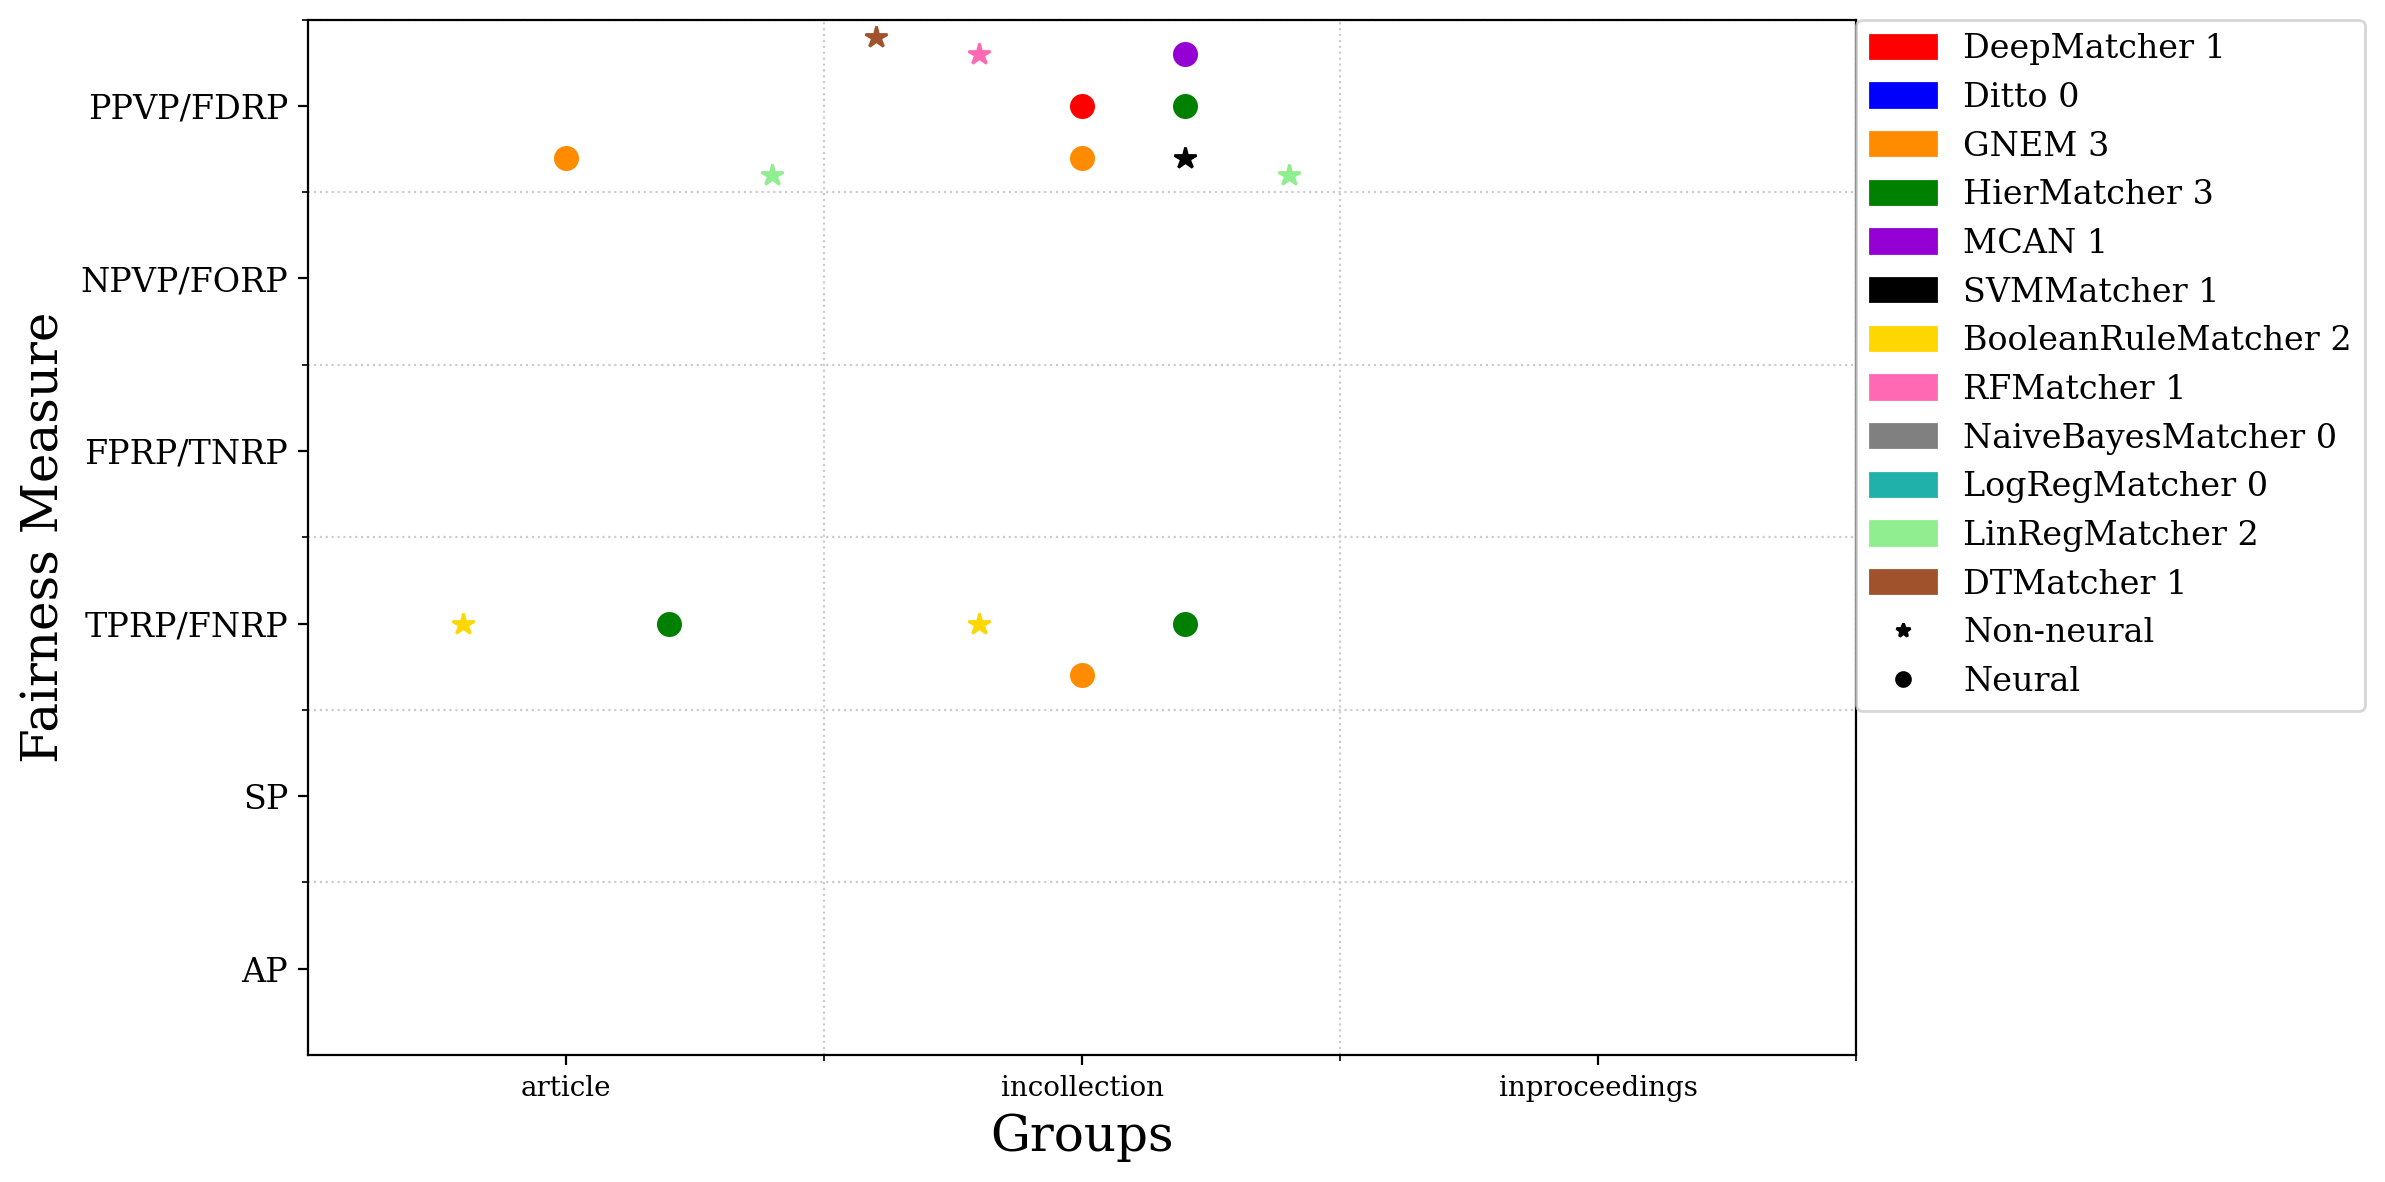 Fairness Measure
PPVP/FDRP
NPVP/FORP
FPRP/TNRP
TPRP/FNRP
SP
AP
article
incollection
inproceedings
Groups
DeepMatcher 1
Ditto 0
GNEM 3
HierMatcher 3
MCAN 1
SVMMatcher 1
BooleanRuleMatcher 2
RFMatcher 1
NaiveBayesMatcher 0
LogRegMatcher 0
LinRegMatcher 2
DTMatcher 1
Non-neural
Neural